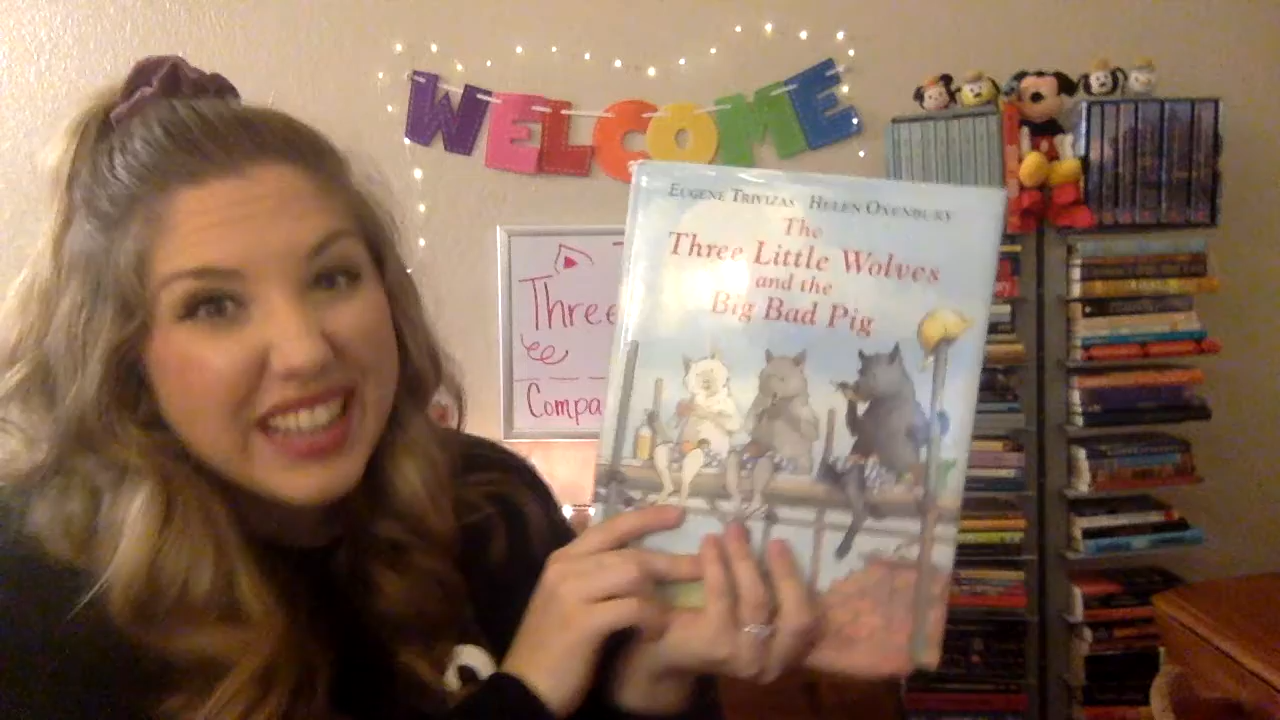 WELCOME
EUGENE TRIVIZAS HELEN OXENBURY
The
Three Little Wolves
and the
Big Bad Pig
Three
Compa